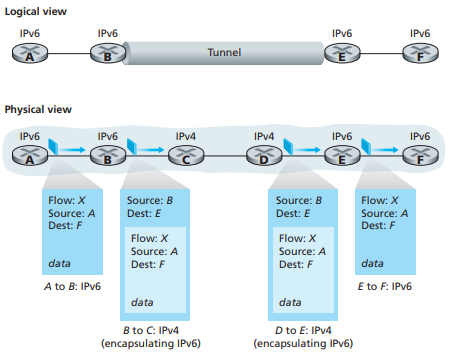 Logical view
IPv6 IPv6 IPv6 IPv6
A B Tunnel E F
Physical view
IPv6 IPv6 IPv4 IPv4 IPv6 IPv6
A B C D E F
Flow: X
Source: A
Dest: F
data
A to B: IPv6
Source: B
Dest: E
Flow: X
Source: A
Dest: F
data
B to C: IPv4
(encapsulating IPv6)
Source: B
Dest: E
Flow: X
Source: A
Dest: F
data
D to E: IPv4
(encapsulating IPv6)
Flow: X
Source: A
Dest: F
data
E to F: IPv6